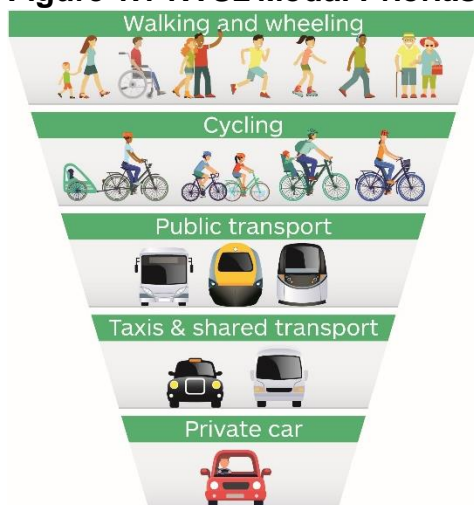 Walking and wheeling
Cycling
Public transport
Taxis & shared transport
Private car